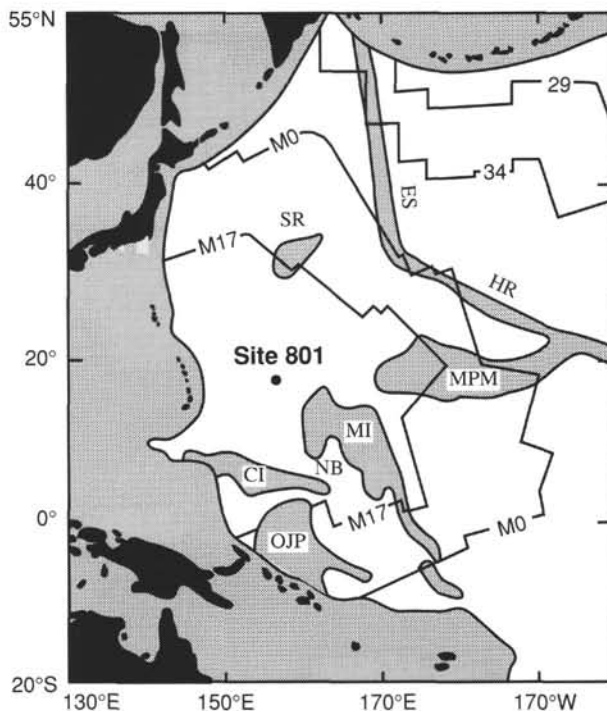 55°N
29
M0
34
40°
ES
SR
M17
HR
Site 801
20°
MPM
MI
NB
CI
M17
M0
0°
OJP
20°S
130°E 150°E 170°E 170°W